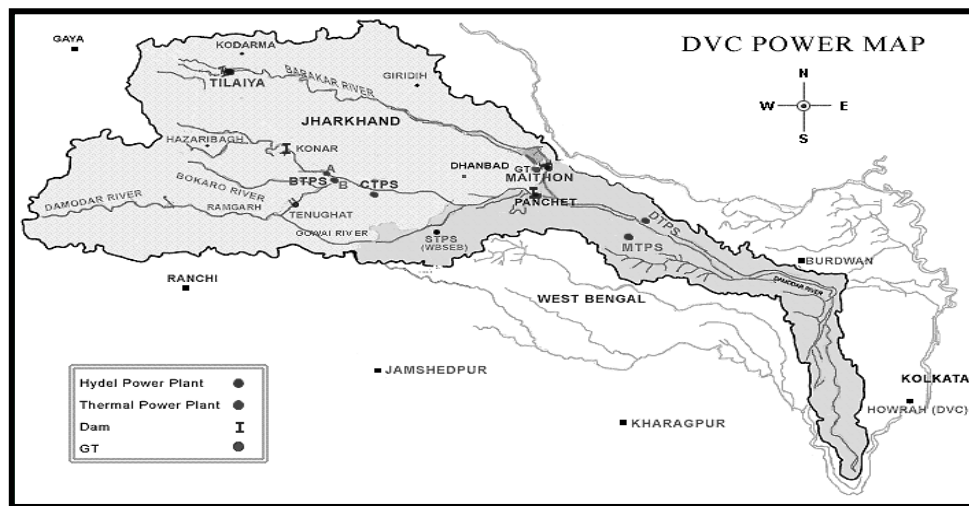 DVC POWER MAP
GAYA
KODARMA
TILAIYA
BARAKAR RIVER
GIRIDIH
N
W
E
S
JHARKHAND
HAZARIBAGH
KONAR
DHANBAD
GT
MAITHON
A
BTPS
B
CTPS
BOKARO RIVER
DAMODAR RIVER
RAMGARH
TENUGHAT
PANCHET
GOWAI RIVER
STPS
(WBSEB)
DTPS
MTPS
BURDWAN
DAMODAR RIVER
RANCHI
WEST BENGAL
JAMSHEDPUR
KHARAGPUR
KOLKATA
HOWRAH (DVC)
Hydel Power Plant
Thermal Power Plant
Dam
GT